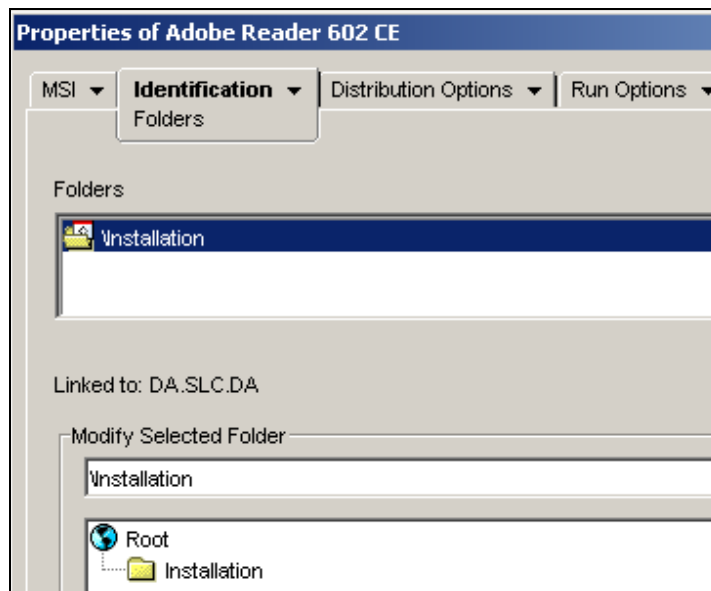 Properties of Adobe Reader 602 CE
MSI Identification Distribution Options Run Options
Folders
Folders
\Installation
Linked to: DA.SLC.DA
Modify Selected Folder
\Installation
Root
Installation